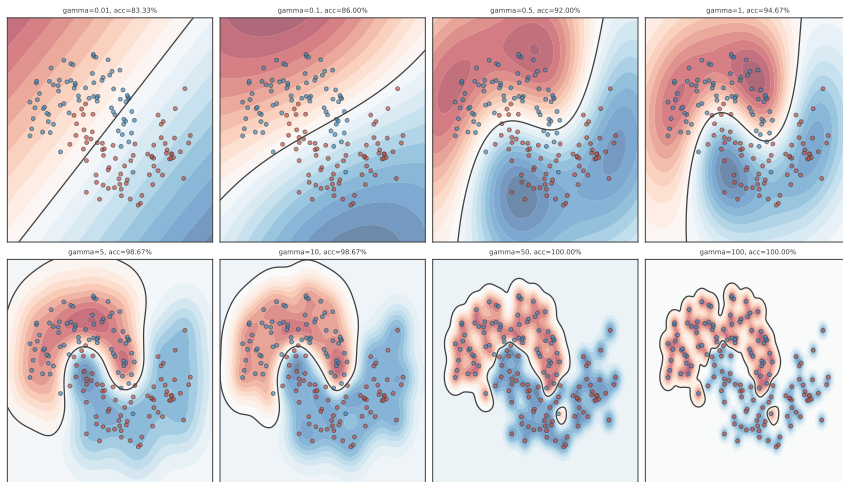 gamma=0.01, acc=83.33%
gamma=0.1, acc=86.00%
gamma=0.5, acc=92.00%
gamma=1, acc=94.67%
gamma=5, acc=98.67%
gamma=10, acc=98.67%
gamma=50, acc=100.00%
gamma=100, acc=100.00%